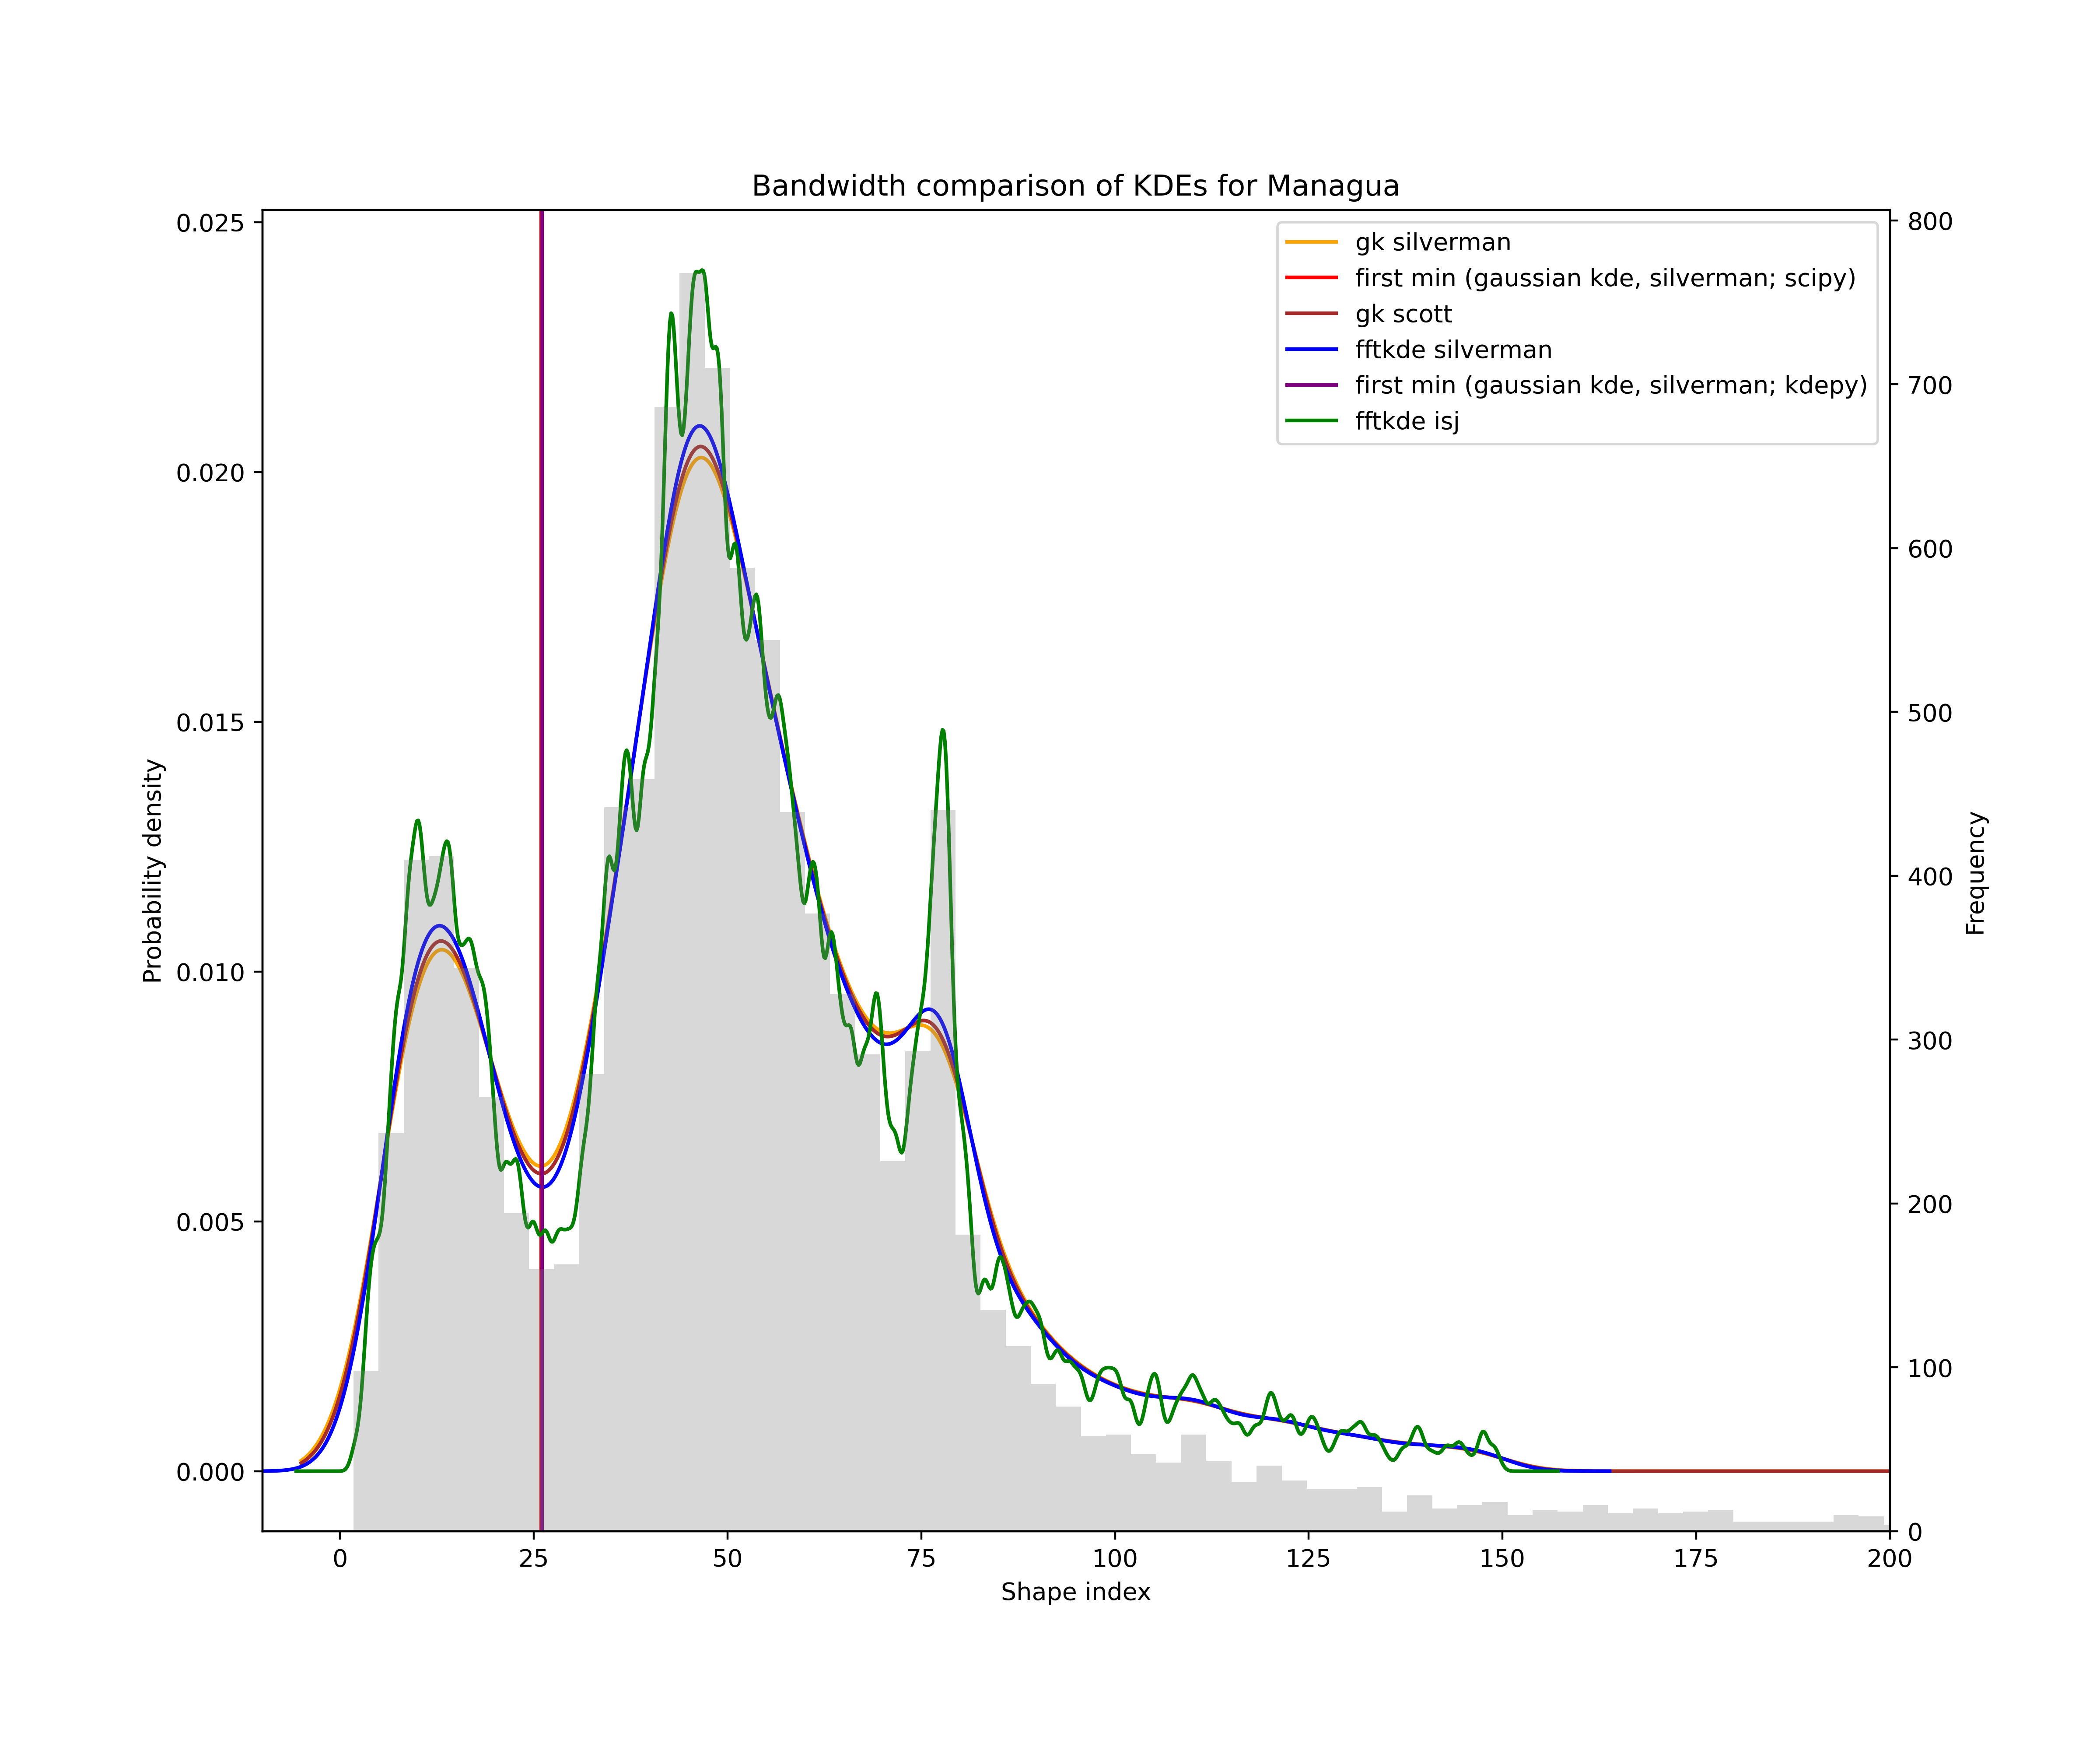 Bandwidth comparison of KDEs for Managua
gk silverman
first min (gaussian kde, silverman; scipy)
gk scott
fftkde silverman
first min (gaussian kde, silverman; kdepy)
fftkde isj
Probability density
0.025
0.020
0.015
0.010
0.005
0.000
800
700
600
500
400
300
200
100
0
Frequency
0 25 50 75 100 125 150 175 200
Shape index